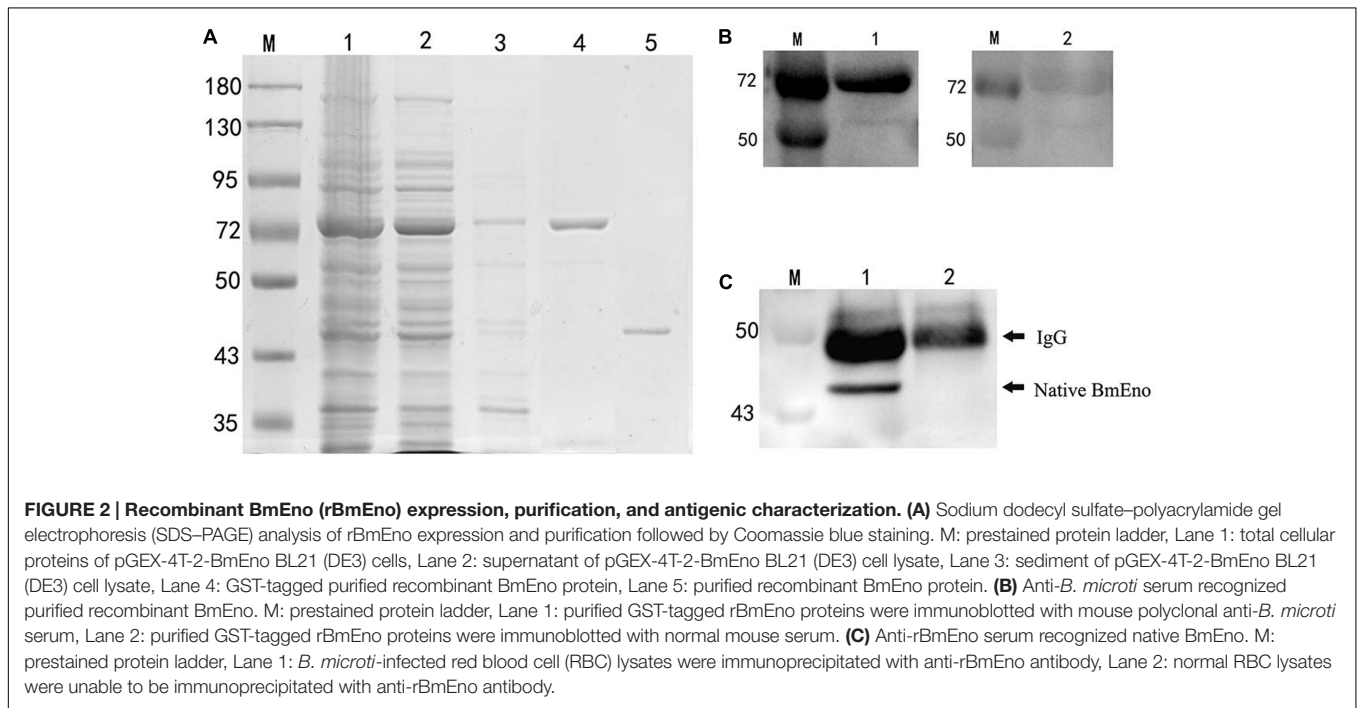 A
M 1 2 3 4 5
180
130
95
72
50
43
35
B
M 1
72
50
M 2
72
50
C
M 1 2
50
IgG
Native BmEno
43
FIGURE 2 | Recombinant BmEno (rBmEno) expression, purification, and antigenic characterization. (A) Sodium dodecyl sulfate–polyacrylamide gel
electrophoresis (SDS–PAGE) analysis of rBmEno expression and purification followed by Coomassie blue staining. M: prestained protein ladder, Lane 1: total cellular
proteins of pGEX-4T-2-BmEno BL21 (DE3) cells, Lane 2: supernatant of pGEX-4T-2-BmEno BL21 (DE3) cell lysate, Lane 3: sediment of pGEX-4T-2-BmEno BL21
(DE3) cell lysate, Lane 4: GST-tagged purified recombinant BmEno protein, Lane 5: purified recombinant BmEno protein. (B) Anti-B. microti serum recognized
purified recombinant BmEno. M: prestained protein ladder, Lane 1: purified GST-tagged rBmEno proteins were immunoblotted with mouse polyclonal anti-B. microti
serum, Lane 2: purified GST-tagged rBmEno proteins were immunoblotted with normal mouse serum. (C) Anti-rBmEno serum recognized native BmEno. M:
prestained protein ladder, Lane 1: B. microti-infected red blood cell (RBC) lysates were immunoprecipitated with anti-rBmEno antibody, Lane 2: normal RBC lysates
were unable to be immunoprecipitated with anti-rBmEno antibody.